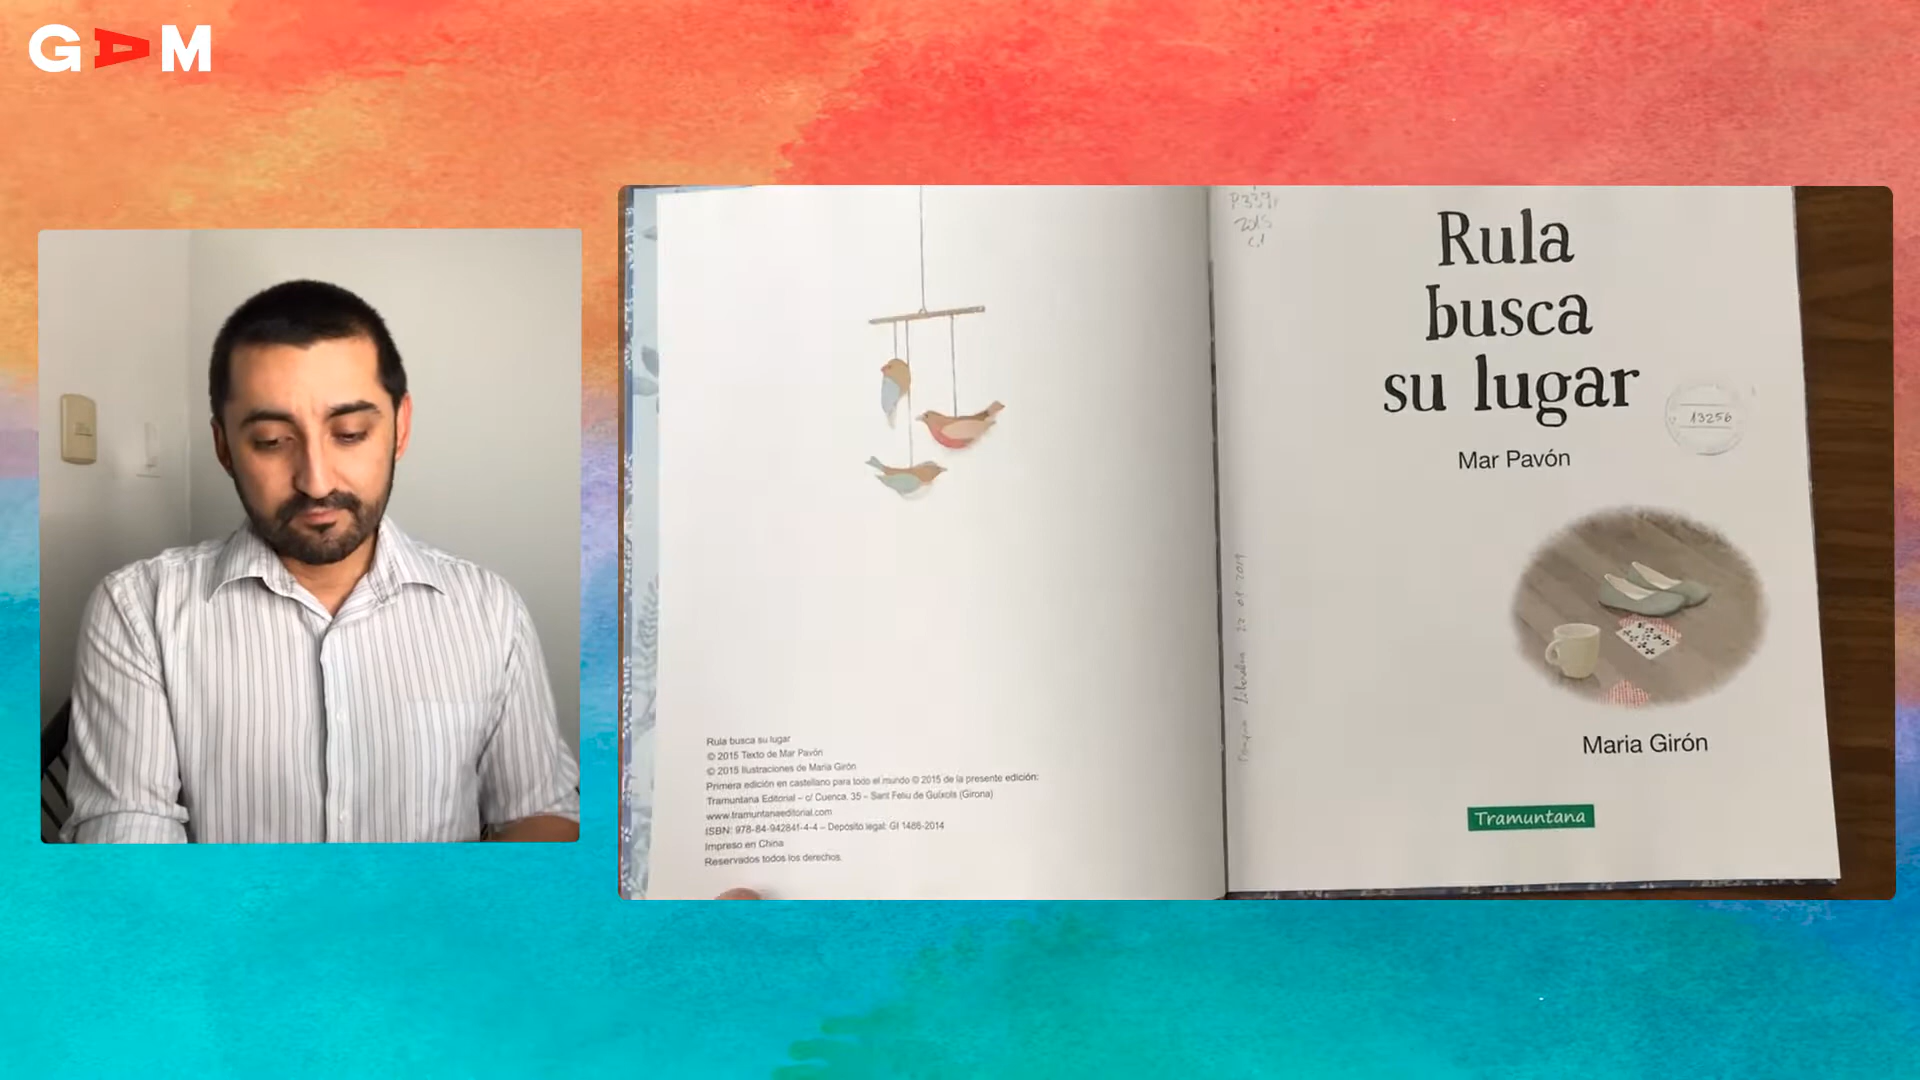 GAM
Rula busca su lugar
© 2015 Texto de Mar Pavón
© 2015 Ilustraciones de Maria Girón
Primera edición en castellano para todo el mundo © 2015 de la presente edición:
Tramuntana Editorial – c/ Cuenca, 35 – Sant Feliu de Guíxols (Girona)
www.tramuntanaeditorial.com
ISBN: 978-84-942841-4-4 – Depósito legal: GI 1486-2014
Impreso en China
Reservados todos los derechos.
2015
c.1
Rula
busca
su lugar
13256
Mar Pavón
Maria Girón
Tramuntana